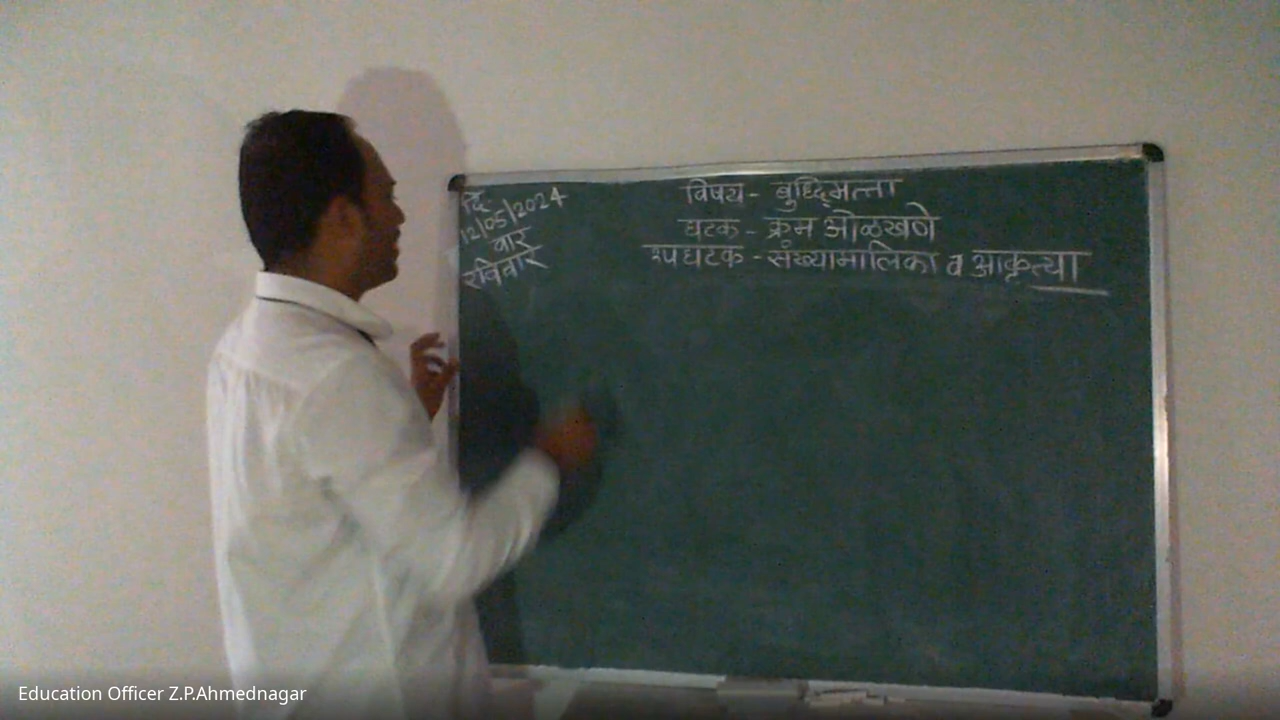 दि.
12/05/2024
वार
रविवार
विषय - बुध्दिमत्ता
घटक - क्रम ओळखणे
उपघटक - संख्यामालिका व आकृत्या
Education Officer Z.P.Ahmednagar